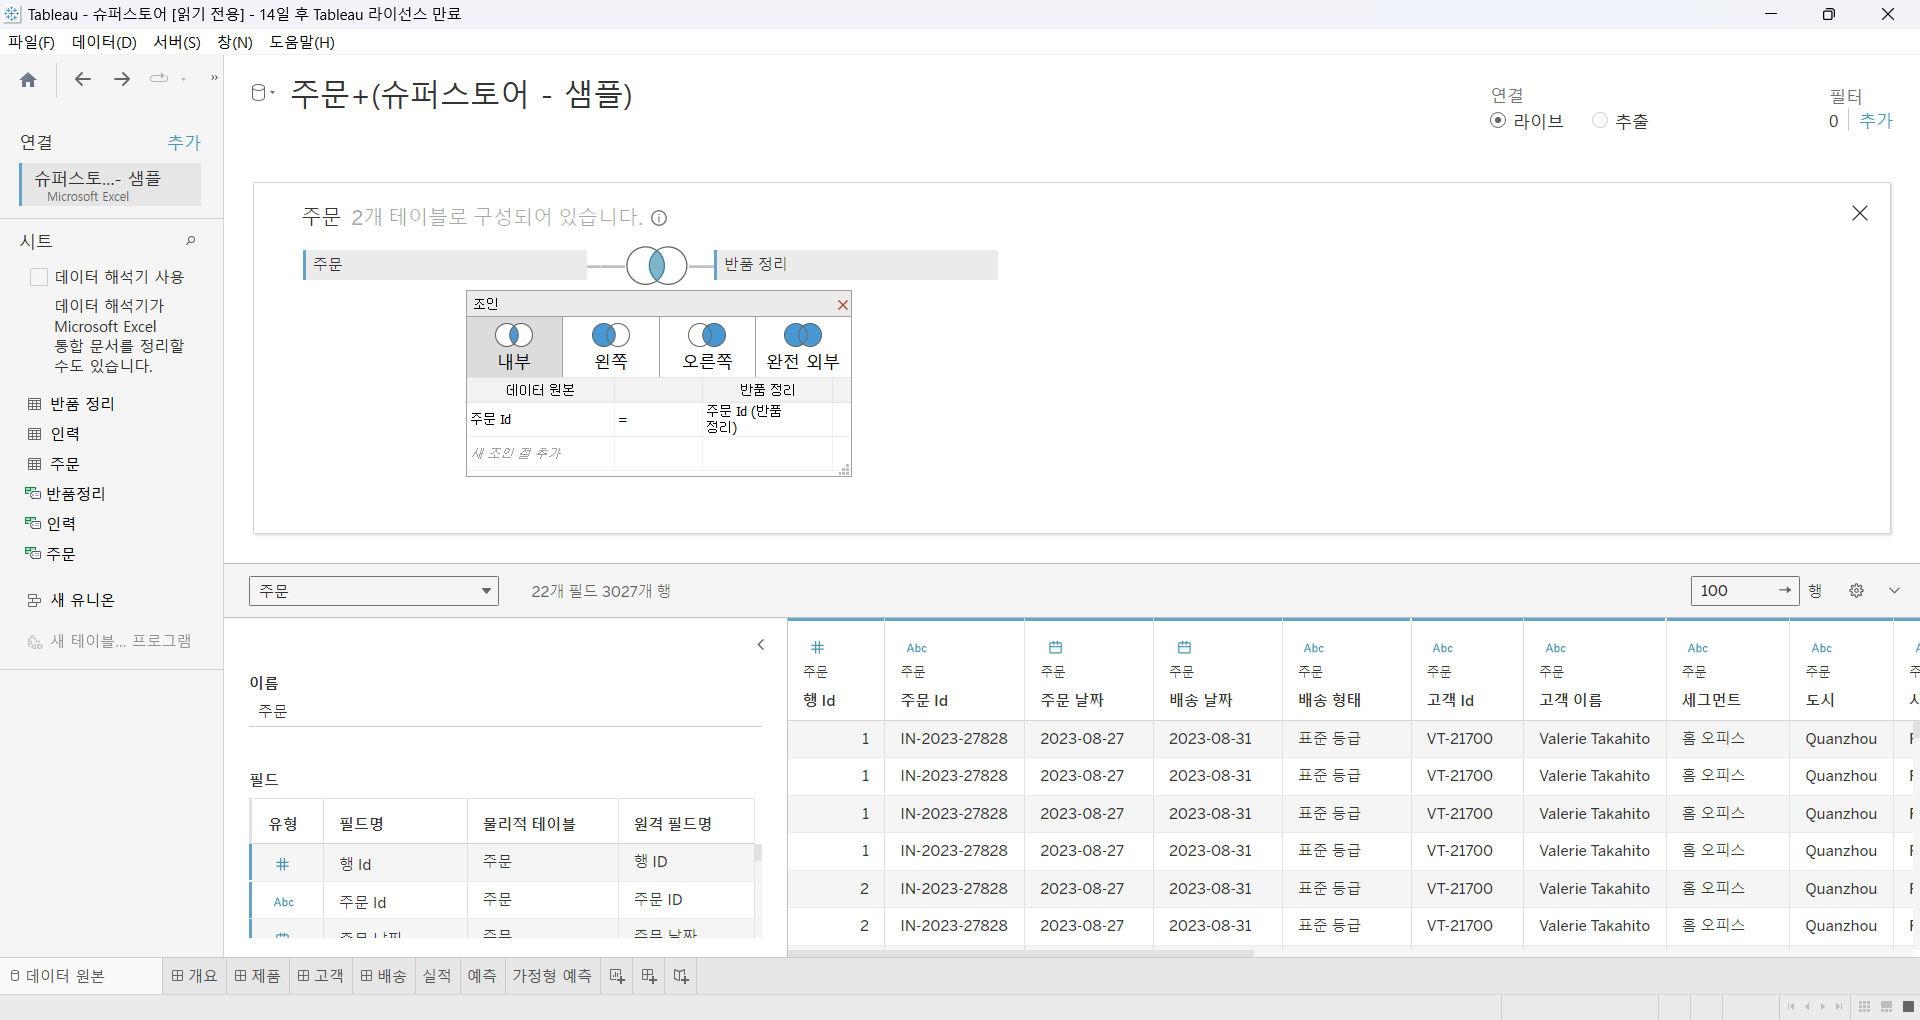 Tableau - 슈퍼스토어 [읽기 전용] - 14일 후 Tableau 라이선스 만료
파일(F) 데이터(D) 서버(S) 창(N) 도움말(H)
주문+(슈퍼스토어 - 샘플)
연결
라이브 추출
필터
0 추가
연결 추가
슈퍼스토...- 샘플
Microsoft Excel
시트
데이터 해석기 사용
데이터 해석기가
Microsoft Excel
통합 문서를 정리할
수도 있습니다.
반품 정리
인력
주문
반품정리
인력
주문
새 유니온
새 테이블... 프로그램
주문 2개 테이블로 구성되어 있습니다.
주문
반품 정리
조인
내부 왼쪽 오른쪽 완전 외부
데이터 원본 반품 정리
주문 Id = 주문 Id (반품
정리)
새 조인 절 추가
주문 22개 필드 3027개 행 100 행
이름
주문
필드
유형 필드명 물리적 테이블 원격 필드명
행 Id 주문 행 ID
Abc 주문 Id 주문 주문 ID
주문 날짜 주문 주문 날짜
Abc Abc Abc Abc Abc Abc
주문 주문 주문 주문 주문 주문 주문 주문 주문
행 Id 주문 Id 주문 날짜 배송 날짜 배송 형태 고객 Id 고객 이름 세그먼트 도시
1 IN-2023-27828 2023-08-27 2023-08-31 표준 등급 VT-21700 Valerie Takahito 홈 오피스 Quanzhou
1 IN-2023-27828 2023-08-27 2023-08-31 표준 등급 VT-21700 Valerie Takahito 홈 오피스 Quanzhou
1 IN-2023-27828 2023-08-27 2023-08-31 표준 등급 VT-21700 Valerie Takahito 홈 오피스 Quanzhou
1 IN-2023-27828 2023-08-27 2023-08-31 표준 등급 VT-21700 Valerie Takahito 홈 오피스 Quanzhou
2 IN-2023-27828 2023-08-27 2023-08-31 표준 등급 VT-21700 Valerie Takahito 홈 오피스 Quanzhou
2 IN-2023-27828 2023-08-27 2023-08-31 표준 등급 VT-21700 Valerie Takahito 홈 오피스 Quanzhou
데이터 원본 개요 제품 고객 배송 실적 예측 가정형 예측